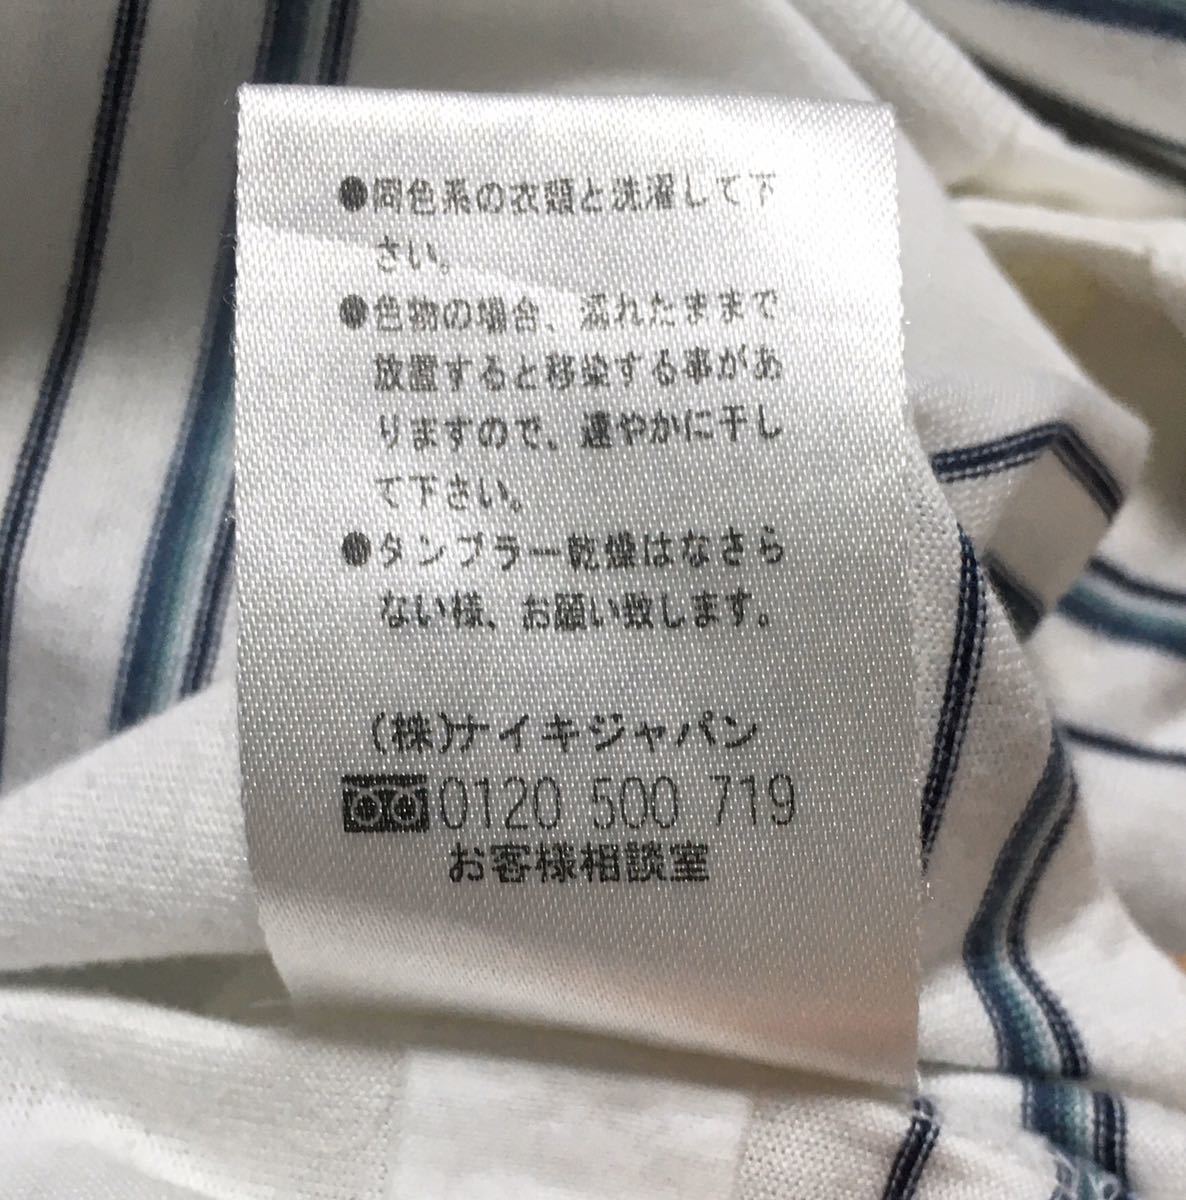 ●同色系の衣類と洗濯して下
さい。
●色物の場合、濡れたままで
放置すると移染する事があ
りますので、速やかに干し
て下さい。
●タンブラー乾燥はなさら
ない様、お願い致します。
(株)ナイキジャパン
0120 500 719
お客様相談室